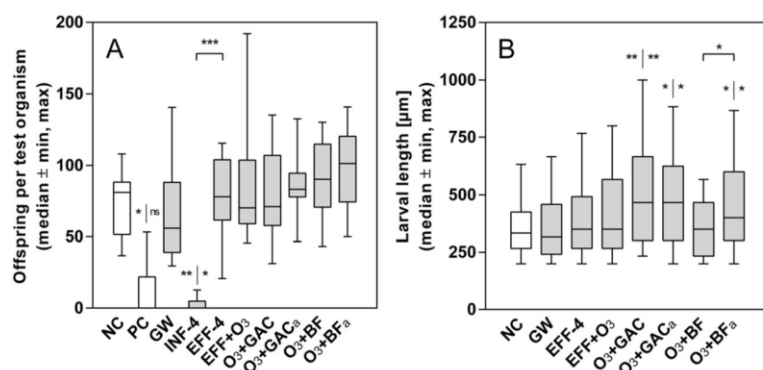 A
Offspring per test organism
(median ± min, max)
200
150
100
50
0
***
* | ns
** | *
NC
PC
GW
INF-4
EFF-4
EFF+O₃
O₃+GAC
O₃+GACₐ
O₃+BF
O₃+BFₐ
B
Larval length [µm]
(median ± min, max)
1250
1000
750
500
250
0
** | **
* | *
*
* | *
NC
GW
EFF-4
EFF+O₃
O₃+GAC
O₃+GACₐ
O₃+BF
O₃+BFₐ